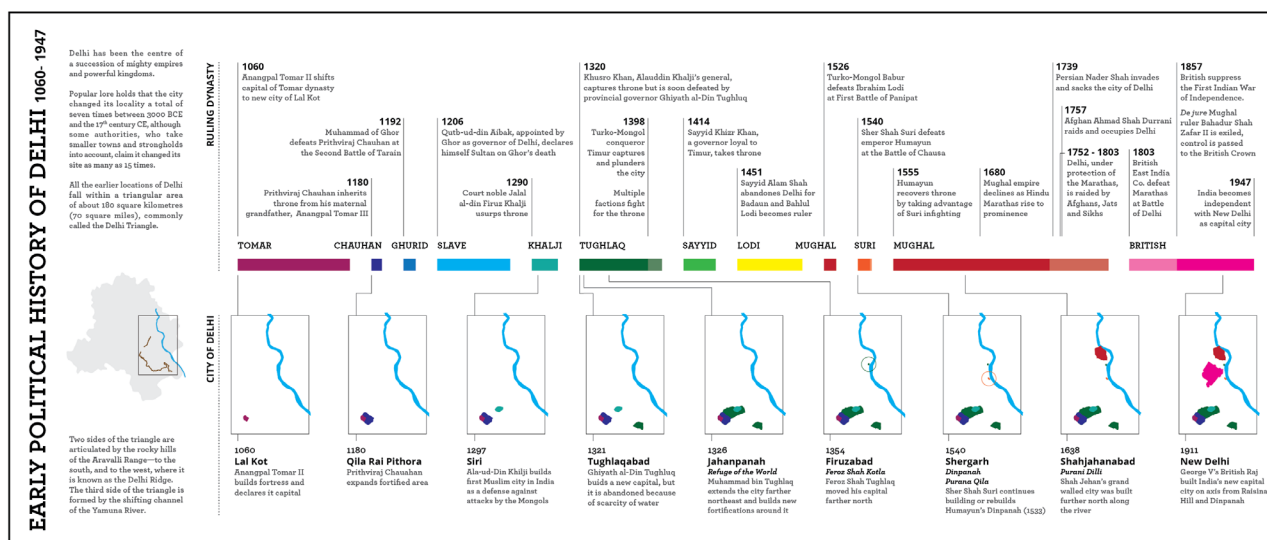 EARLY POLITICAL HISTORY OF DELHI 1060- 1947
Delhi has been the centre of
a succession of mighty empires
and powerful kingdoms.
Popular lore holds that the city
changed its locality a total of
seven times between 3000 BCE
and the 17th century CE, although
some authorities, who take
smaller towns and strongholds
into account, claim it changed its
site as many as 15 times.
All the earlier locations of Delhi
fall within a triangular area
of about 180 square kilometres
(70 square miles), commonly
called the Delhi Triangle.
Two sides of the triangle are
articulated by the rocky hills
of the Aravalli Range—to the
south, and to the west, where it
is known as the Delhi Ridge.
The third side of the triangle is
formed by the shifting channel
of the Yamuna River.
RULING DYNASTY
1060
Anangpal Tomar II shifts
capital of Tomar dynasty
to new city of Lal Kot
1192
Muhammad of Ghor
defeats Prithviraj Chauhan at
the Second Battle of Tarain
1180
Prithviraj Chauhan inherits
throne from his maternal
grandfather, Anangpal Tomar III
1206
Qutb-ud-din Aibak, appointed by
Ghor as governor of Delhi, declares
himself Sultan on Ghor's death
1290
Court noble Jalal
al-din Firuz Khalji
usurps throne
1320
Khusro Khan, Alauddin Khalji's general,
captures throne but is soon defeated by
provincial governor Ghiyath al-Din Tughluq
1398
Turko-Mongol
conqueror
Timur captures
and plunders
the city
Multiple
factions fight
for the throne
1414
Sayyid Khizr Khan,
a governor loyal to
Timur, takes throne
1451
Sayyid Alam Shah
abandons Delhi for
Badaun and Bahlul
Lodi becomes ruler
1526
Turko-Mongol Babur
defeats Ibrahim Lodi
at First Battle of Panipat
1540
Sher Shah Suri defeats
emperor Humayun
at the Battle of Chausa
1555
Humayun
recovers throne
by taking advantage
of Suri infighting
1680
Mughal empire
declines as Hindu
Marathas rise to
prominence
1739
Persian Nader Shah invades
and sacks the city of Delhi
1757
Afghan Ahmad Shah Durrani
raids and occupies Delhi
1752 - 1803
Delhi, under
protection of
the Marathas,
is raided by
Afghans, Jats
and Sikhs
1803
British
East India
Co. defeat
Marathas
at Battle
of Delhi
1857
British suppress
the First Indian War
of Independence.
De jure Mughal
ruler Bahadur Shah
Zafar II is exiled,
control is passed
to the British Crown
1947
India becomes
independent
with New Delhi
as capital city
TOMAR
CHAUHAN
GHURID
SLAVE
KHALJI
TUGHLAQ
SAYYID
LODI
MUGHAL
SURI
MUGHAL
BRITISH
CITY OF DELHI
1060
Lal Kot
Anangpal Tomar II
builds fortress and
declares it capital
1180
Qila Rai Pithora
Prithviraj Chauhan
expands fortified area
1297
Siri
Ala-ud-Din Khilji builds
first Muslim city in India
as a defense against
attacks by the Mongols
1321
Tughlaqabad
Ghiyath al-Din Tughluq
buids a new capital, but
it is abandoned because
of scarcity of water
1326
Jahanpanah
Refuge of the World
Muhammad bin Tughlaq
extends the city farther
northeast and builds new
fortifications around it
1354
Firuzabad
Feroz Shah Kotla
Feroz Shah Tughlaq
moved his capital
farther north
1540
Shergarh
Dinpanah
Purana Qila
Sher Shah Suri continues
building or rebuilds
Humayun's Dinpanah (1533)
1638
Shahjahanabad
Purani Dilli
Shah Jehan's grand
walled city was built
further north along
the river
1911
New Delhi
George V's British Raj
built India's new capital
city on axis from Raisina
Hill and Dinpanah